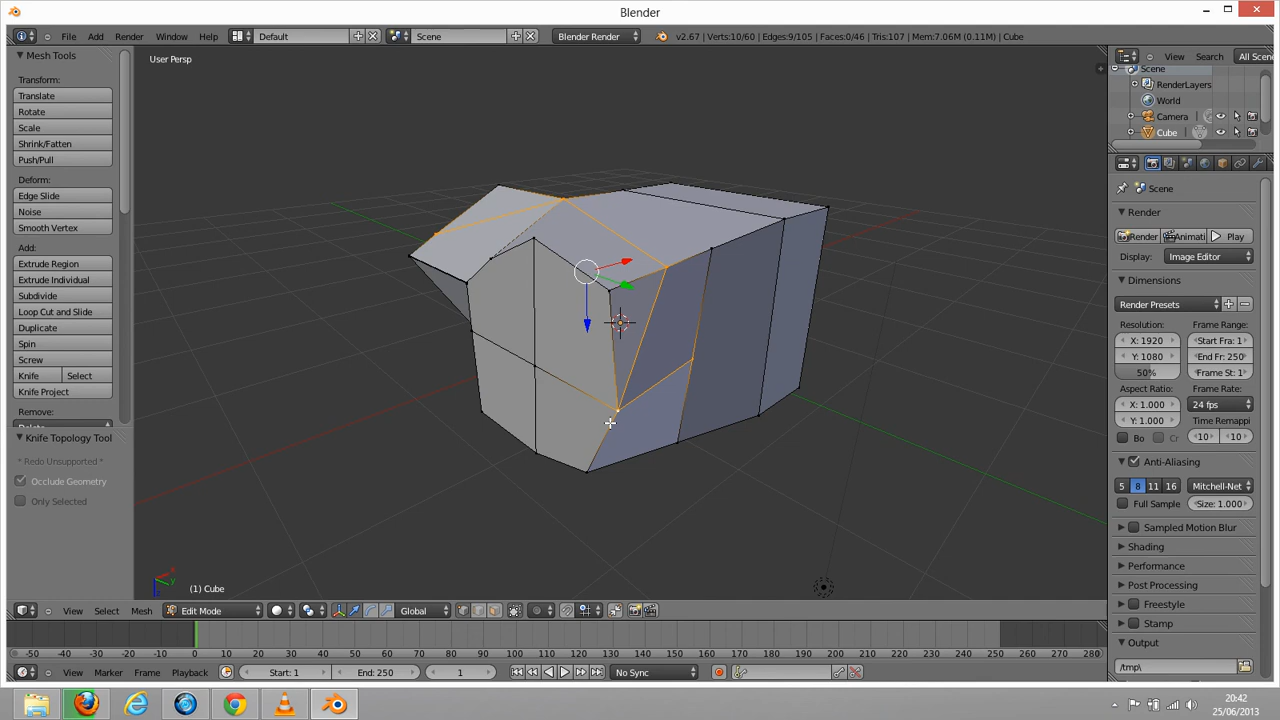 Blender
File Add Render Window Help Default Scene Blender Render v2.67 | Verts:10/60 | Edges:9/105 | Faces:0/46 | Tris:107 | Mem:7.06M (0.11M) | Cube
Mesh Tools
User Persp
View Search All Scene
Scene
Transform:
RenderLayers
Translate
World
Rotate
Camera
Scale
Cube
Shrink/Fatten
Push/Pull
Deform:
Scene
Edge Slide
Noise
Render
Smooth Vertex
Render Animati Play
Add:
Display: Image Editor
Extrude Region
Extrude Individual
Dimensions
Subdivide
Render Presets
Loop Cut and Slide
Resolution: Frame Range:
Duplicate
X: 1920 Start Fra: 1
Spin
Y: 1080 End Fr: 250
Screw
50% Frame St: 1
Knife Select
Aspect Ratio: Frame Rate:
Knife Project
X: 1.000 24 fps
Remove:
Y: 1.000 Time Remappi
Knife Topology Tool
Bo 10 10
* Redo Unsupported *
Anti-Aliasing
Occlude Geometry
5 8 11 16 Mitchell-Net
Only Selected
Full Sample Size: 1.000
Sampled Motion Blur
Shading
Performance
(1) Cube
Post Processing
Freestyle
View Select Mesh Edit Mode Global
Stamp
Output
-50 -40 -30 -20 -10 0 10 20 30 40 50 60 70 80 90 100 110 120 130 140 150 160 170 180 190 200 210 220 230 240 250 260 270 280
View Marker Frame Playback Start: 1 End: 250 1 No Sync
/tmp\
20:42
25/06/2013